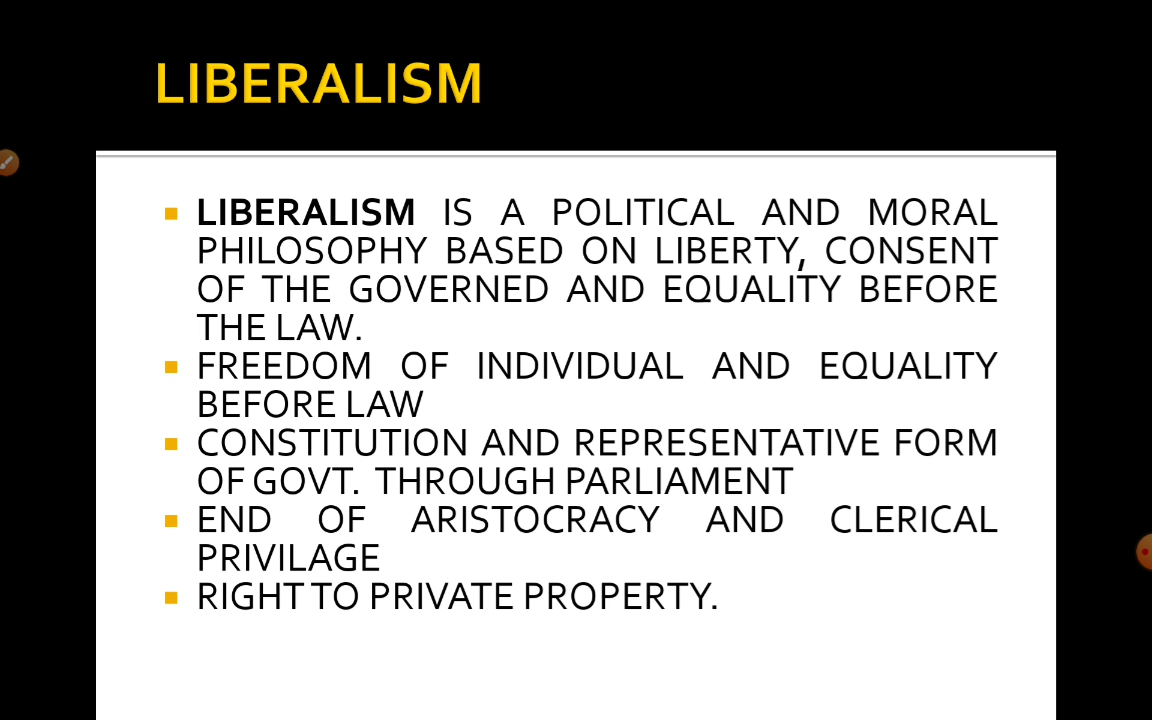 LIBERALISM
LIBERALISM IS A POLITICAL AND MORAL
PHILOSOPHY BASED ON LIBERTY, CONSENT
OF THE GOVERNED AND EQUALITY BEFORE
THE LAW.
FREEDOM OF INDIVIDUAL AND EQUALITY
BEFORE LAW
CONSTITUTION AND REPRESENTATIVE FORM
OF GOVT. THROUGH PARLIAMENT
END OF ARISTOCRACY AND CLERICAL
PRIVILAGE
RIGHT TO PRIVATE PROPERTY.